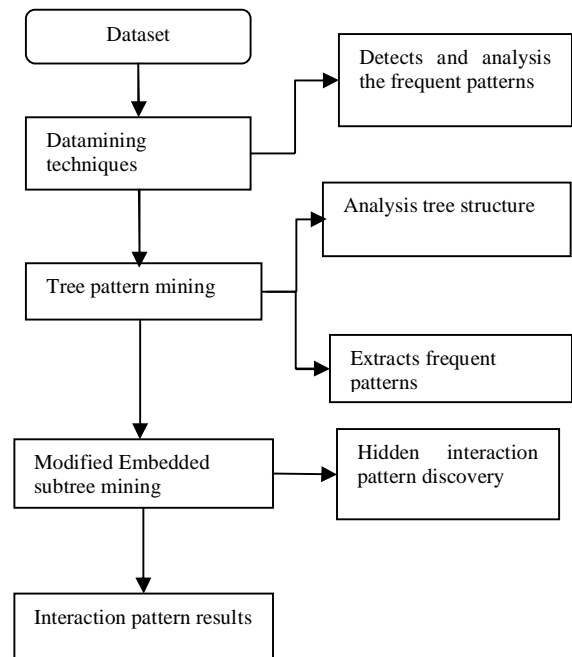 Dataset
Detects and analysis
the frequent patterns
Datamining
techniques
Analysis tree structure
Tree pattern mining
Extracts frequent
patterns
Modified Embedded
subtree mining
Hidden interaction
pattern discovery
Interaction pattern results